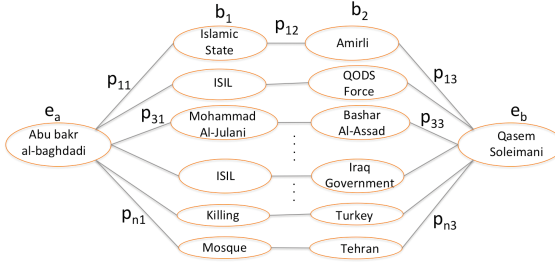 b1
b2
Islamic
State
p12
Amirli
p11
p13
ISIL
QODS
Force
ea
p31
Mohammad
Al-Julani
Bashar
Al-Assad
p33
eb
Abu bakr
al-baghdadi
Qasem
Soleimani
ISIL
Iraq
Government
pn1
Killing
Turkey
pn3
Mosque
Tehran